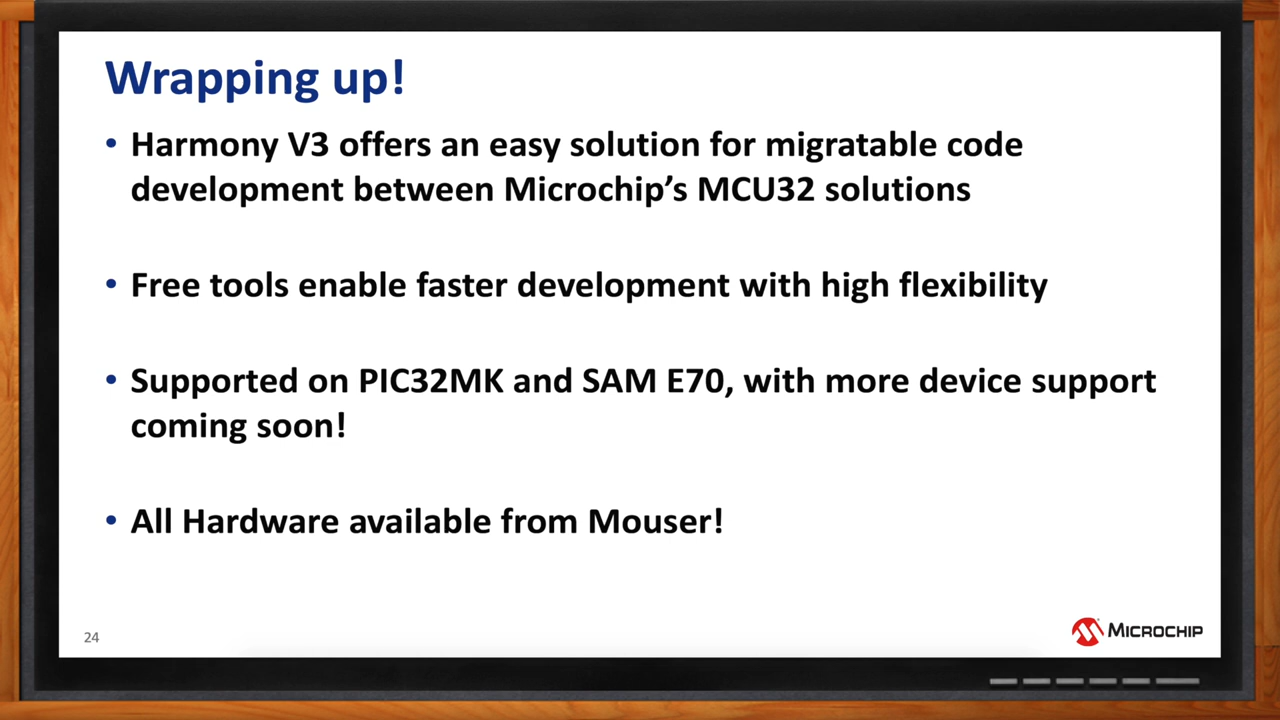 Wrapping up!
• Harmony V3 offers an easy solution for migratable code
development between Microchip’s MCU32 solutions
• Free tools enable faster development with high flexibility
• Supported on PIC32MK and SAM E70, with more device support
coming soon!
• All Hardware available from Mouser!
24
MICROCHIP